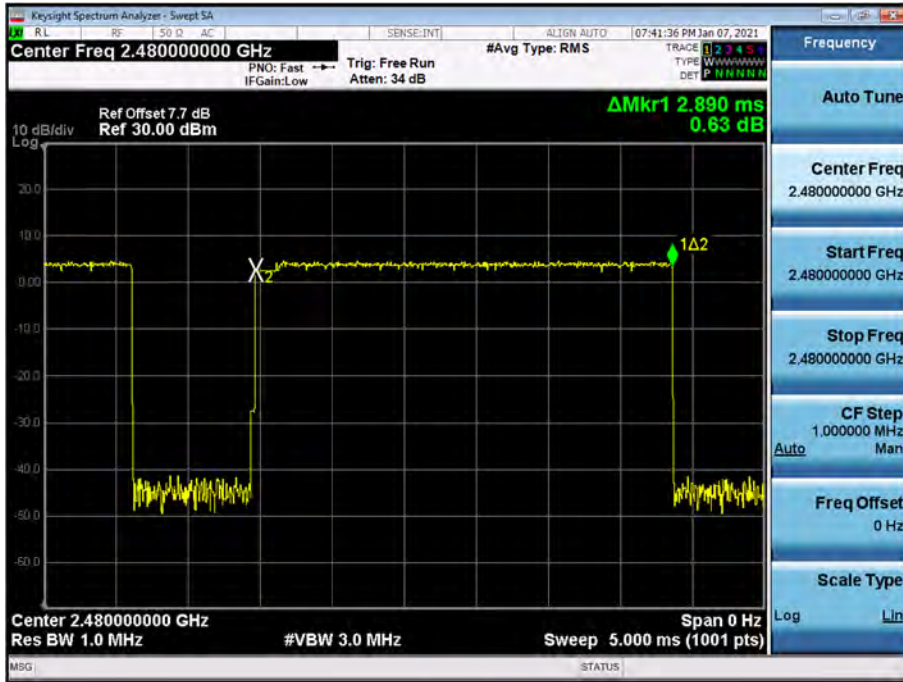 Keysight Spectrum Analyzer - Swept SA
RL RF 50 Ω AC SENSE:INT ALIGN AUTO 07:41:36 PM Jan 07, 2021
Center Freq 2.480000000 GHz #Avg Type: RMS TRACE 1 2 3 4 5
PNO: Fast Trig: Free Run TYPE W
IFGain:Low Atten: 34 dB DET P N N N N N
Ref Offset 7.7 dB ΔMkr1 2.890 ms
10 dB/div Ref 30.00 dBm 0.63 dB
Log
20.0
10.0
0.00
-10.0
-20.0
-30.0
-40.0
-50.0
-60.0
1Δ2
2
Center 2.480000000 GHz Span 0 Hz
Res BW 1.0 MHz #VBW 3.0 MHz Sweep 5.000 ms (1001 pts)
MSG STATUS
Frequency
Auto Tune
Center Freq
2.480000000 GHz
Start Freq
2.480000000 GHz
Stop Freq
2.480000000 GHz
CF Step
1.000000 MHz
Auto Man
Freq Offset
0 Hz
Scale Type
Log Lin